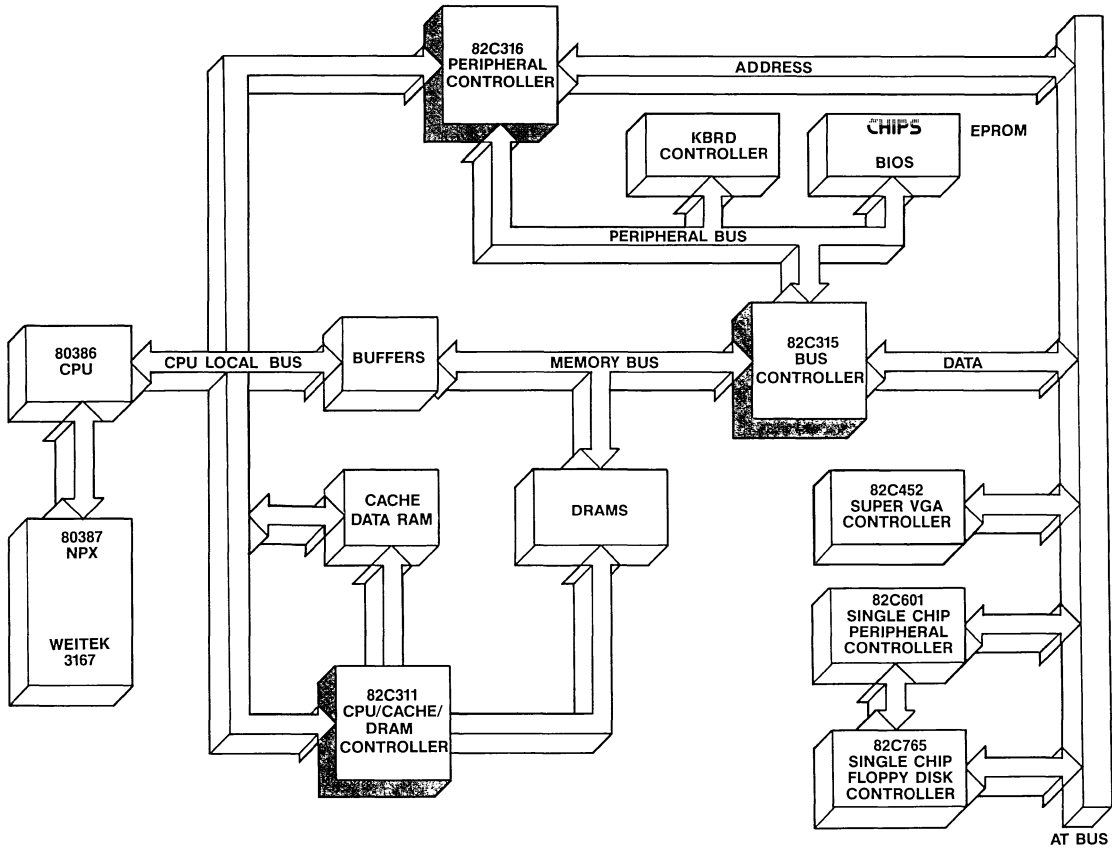 82C316
PERIPHERAL
CONTROLLER
ADDRESS
KBRD
CONTROLLER
CHIPS
BIOS
EPROM
PERIPHERAL BUS
80386
CPU
CPU LOCAL BUS
BUFFERS
MEMORY BUS
82C315
BUS
CONTROLLER
DATA
80387
NPX
WEITEK
3167
CACHE
DATA RAM
DRAMS
82C452
SUPER VGA
CONTROLLER
82C601
SINGLE CHIP
PERIPHERAL
CONTROLLER
82C311
CPU/CACHE/
DRAM
CONTROLLER
82C765
SINGLE CHIP
FLOPPY DISK
CONTROLLER
AT BUS